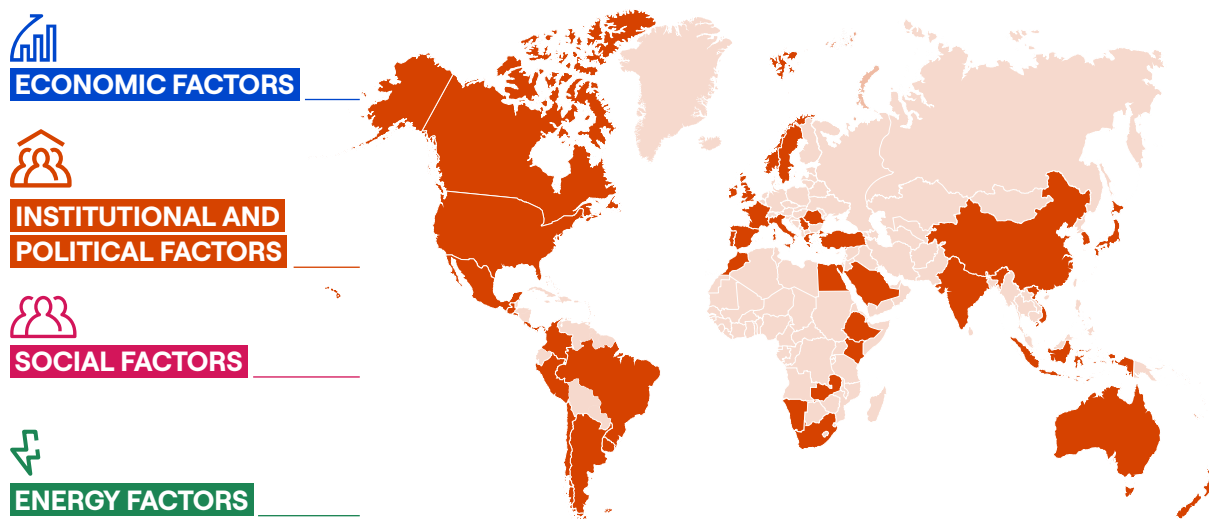 ECONOMIC FACTORS
INSTITUTIONAL AND
POLITICAL FACTORS
SOCIAL FACTORS
ENERGY FACTORS